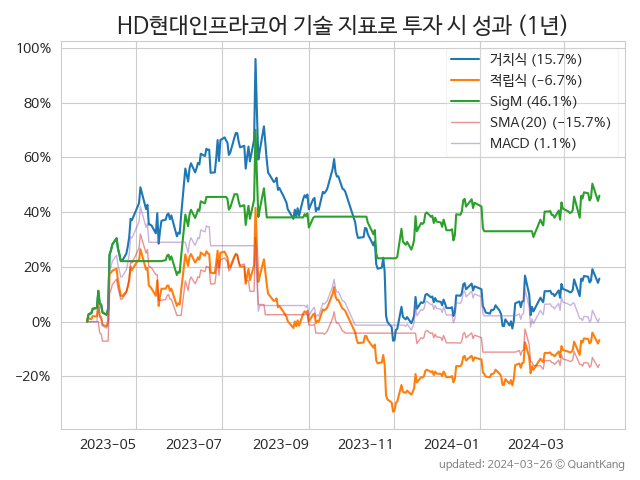 HD현대인프라코어 기술 지표로 투자 시 성과 (1년)
100%
80%
60%
40%
20%
0%
−20%
거치식 (15.7%)
적립식 (−6.7%)
SigM (46.1%)
SMA(20) (−15.7%)
MACD (1.1%)
2023-05
2023-07
2023-09
2023-11
2024-01
2024-03
updated: 2024-03-26 © QuantKang